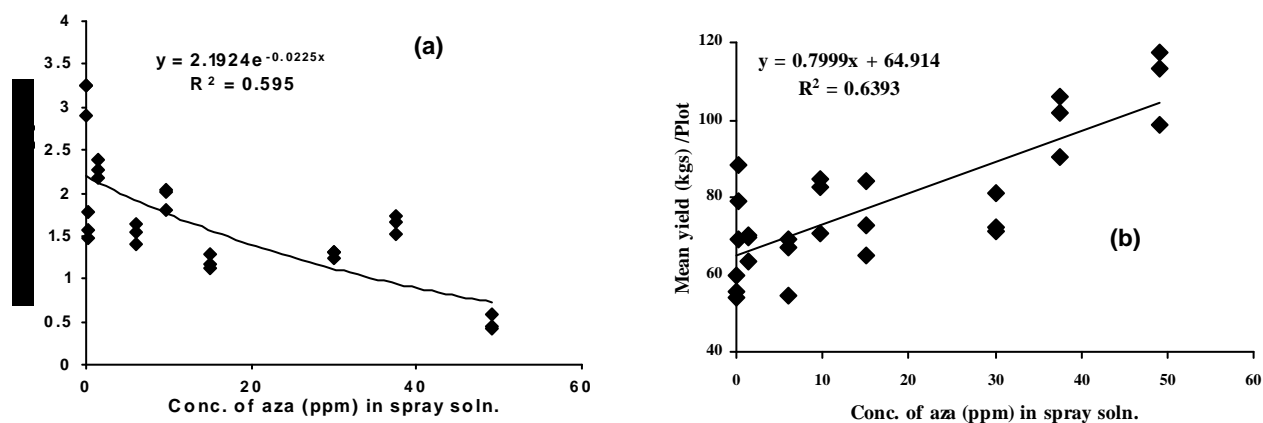 (a)
y = 2.1924e^-0.0225x
R² = 0.595
4
3.5
3
2.5
2
1.5
1
0.5
0
0
20
40
60
Conc. of aza (ppm) in spray soln.
y = 0.7999x + 64.914
R² = 0.6393
(b)
Mean yield (kgs) /Plot
120
100
80
60
40
0
10
20
30
40
50
60
Conc. of aza (ppm) in spray soln.